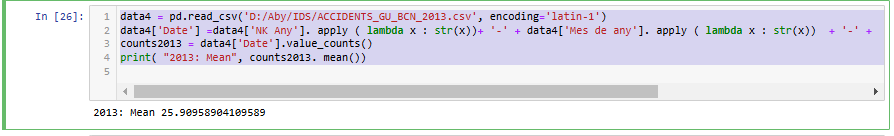 In [26]:
1 data4 = pd.read_csv('D:/Aby/IDS/ACCIDENTS_GU_BCN_2013.csv', encoding='latin-1')
2 data4['Date'] =data4['NK Any']. apply ( lambda x : str(x))+ '-' + data4['Mes de any']. apply ( lambda x : str(x))  + '-' +
3 counts2013 = data4['Date'].value_counts()
4 print( "2013: Mean", counts2013. mean())
5
2013: Mean 25.90958904109589